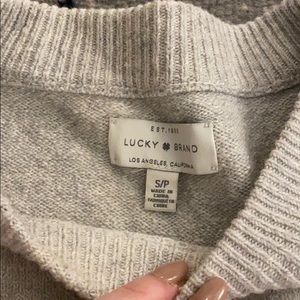 EST. 1990
LUCKY BRAND
LOS ANGELES, CALIFORNIA
S/P
MADE IN
CHINA
FABRIQUÉ EN
CHINE